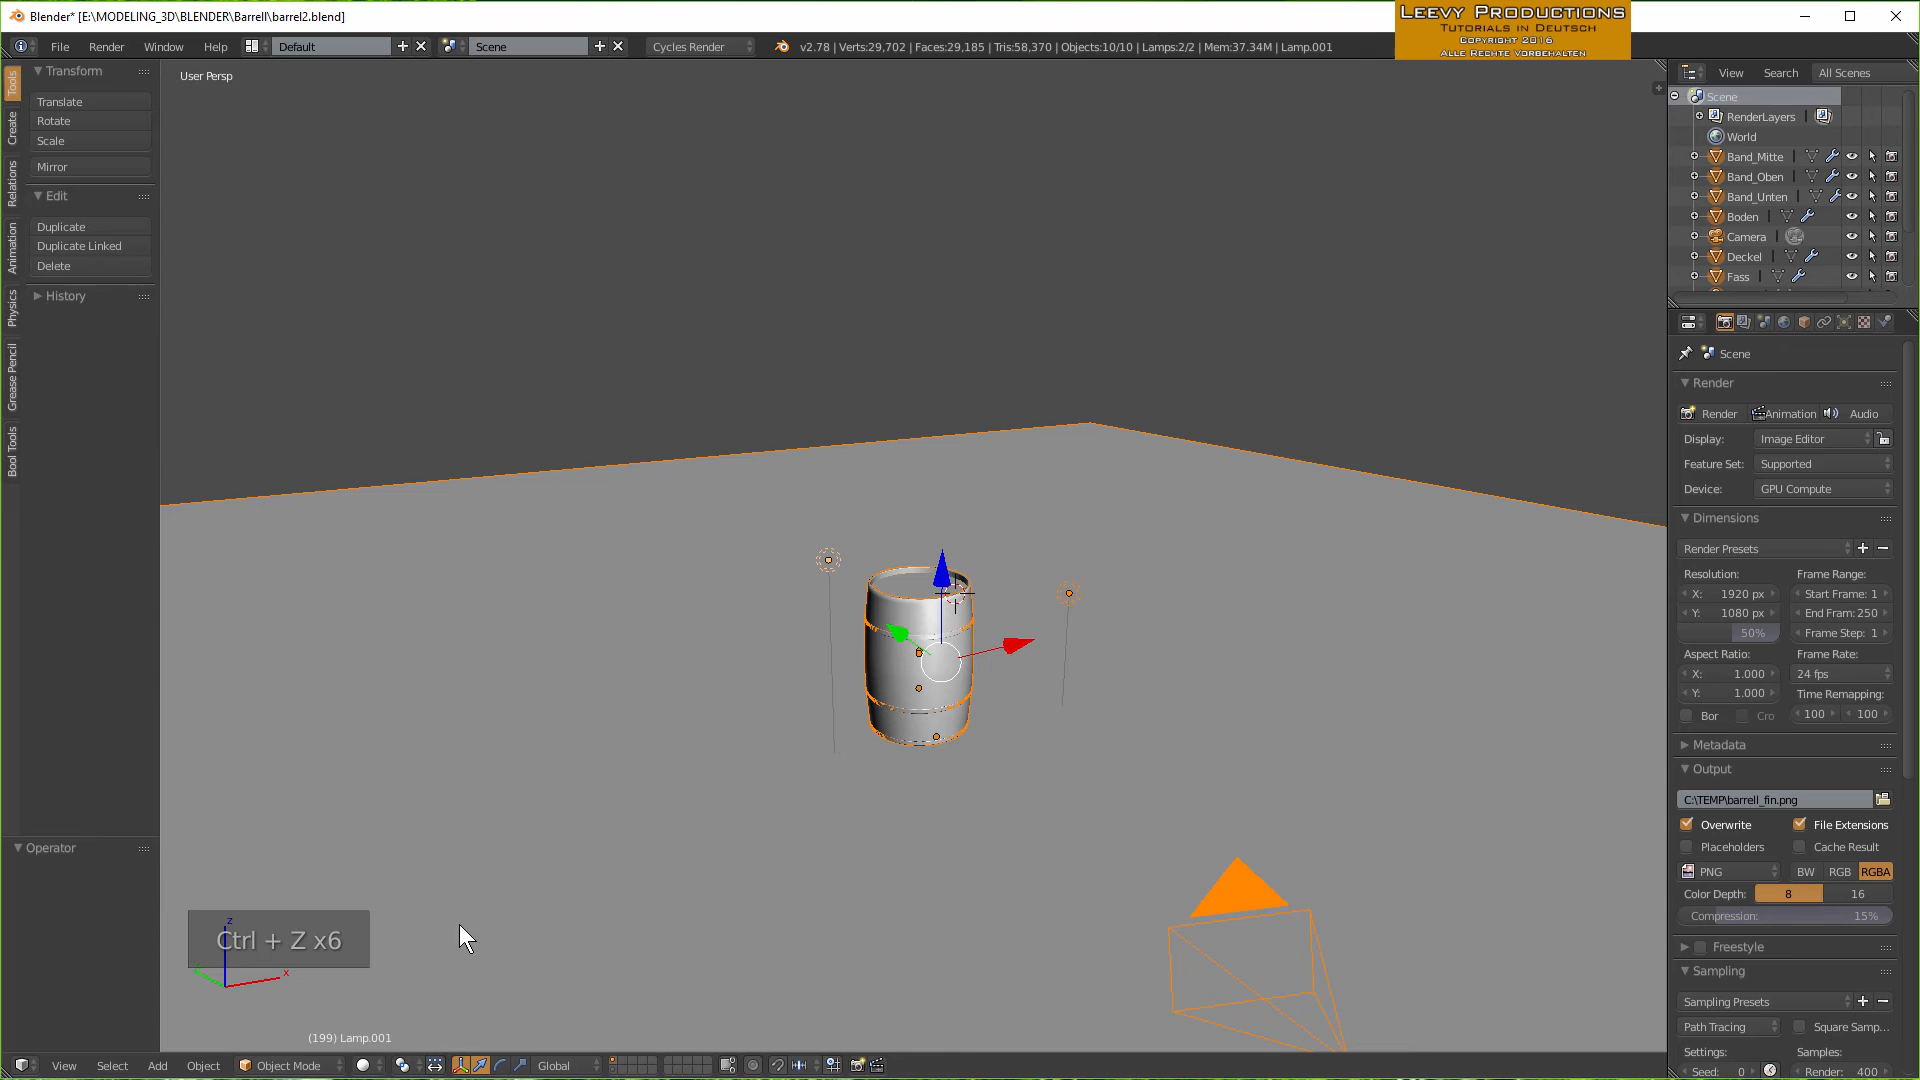 Blender* [E:\MODELING_3D\BLENDER\Barrell\barrel2.blend]
LEEVY PRODUCTIONS
TUTORIALS IN DEUTSCH
COPYRIGHT 2016
ALLE RECHTE VORBEHALTEN
File Render Window Help Default Scene Cycles Render v2.78 | Verts:29,702 | Faces:29,185 | Tris:58,370 | Objects:10/10 | Lamps:2/2 | Mem:37.34M | Lamp.001
Tools
Create
Relations
Animation
Physics
Grease Pencil
Bool Tools
Transform
Translate
Rotate
Scale
Mirror
Edit
Duplicate
Duplicate Linked
Delete
History
Operator
User Persp
Ctrl + Z x6
z
x
(199) Lamp.001
View Select Add Object Object Mode Global
View Search All Scenes
Scene
RenderLayers
World
Band_Mitte
Band_Oben
Band_Unten
Boden
Camera
Deckel
Fass
Scene
Render
Render Animation Audio
Display: Image Editor
Feature Set: Supported
Device: GPU Compute
Dimensions
Render Presets
Resolution: Frame Range:
X: 1920 px Start Frame: 1
Y: 1080 px End Fram: 250
50% Frame Step: 1
Aspect Ratio: Frame Rate:
X: 1.000 24 fps
Y: 1.000 Time Remapping:
Bor Cro 100 100
Metadata
Output
C:\TEMP\barrell_fin.png
Overwrite File Extensions
Placeholders Cache Result
PNG BW RGB RGBA
Color Depth: 8 16
Compression: 15%
Freestyle
Sampling
Sampling Presets
Path Tracing Square Samp...
Settings: Samples:
Seed: 0 Render: 400